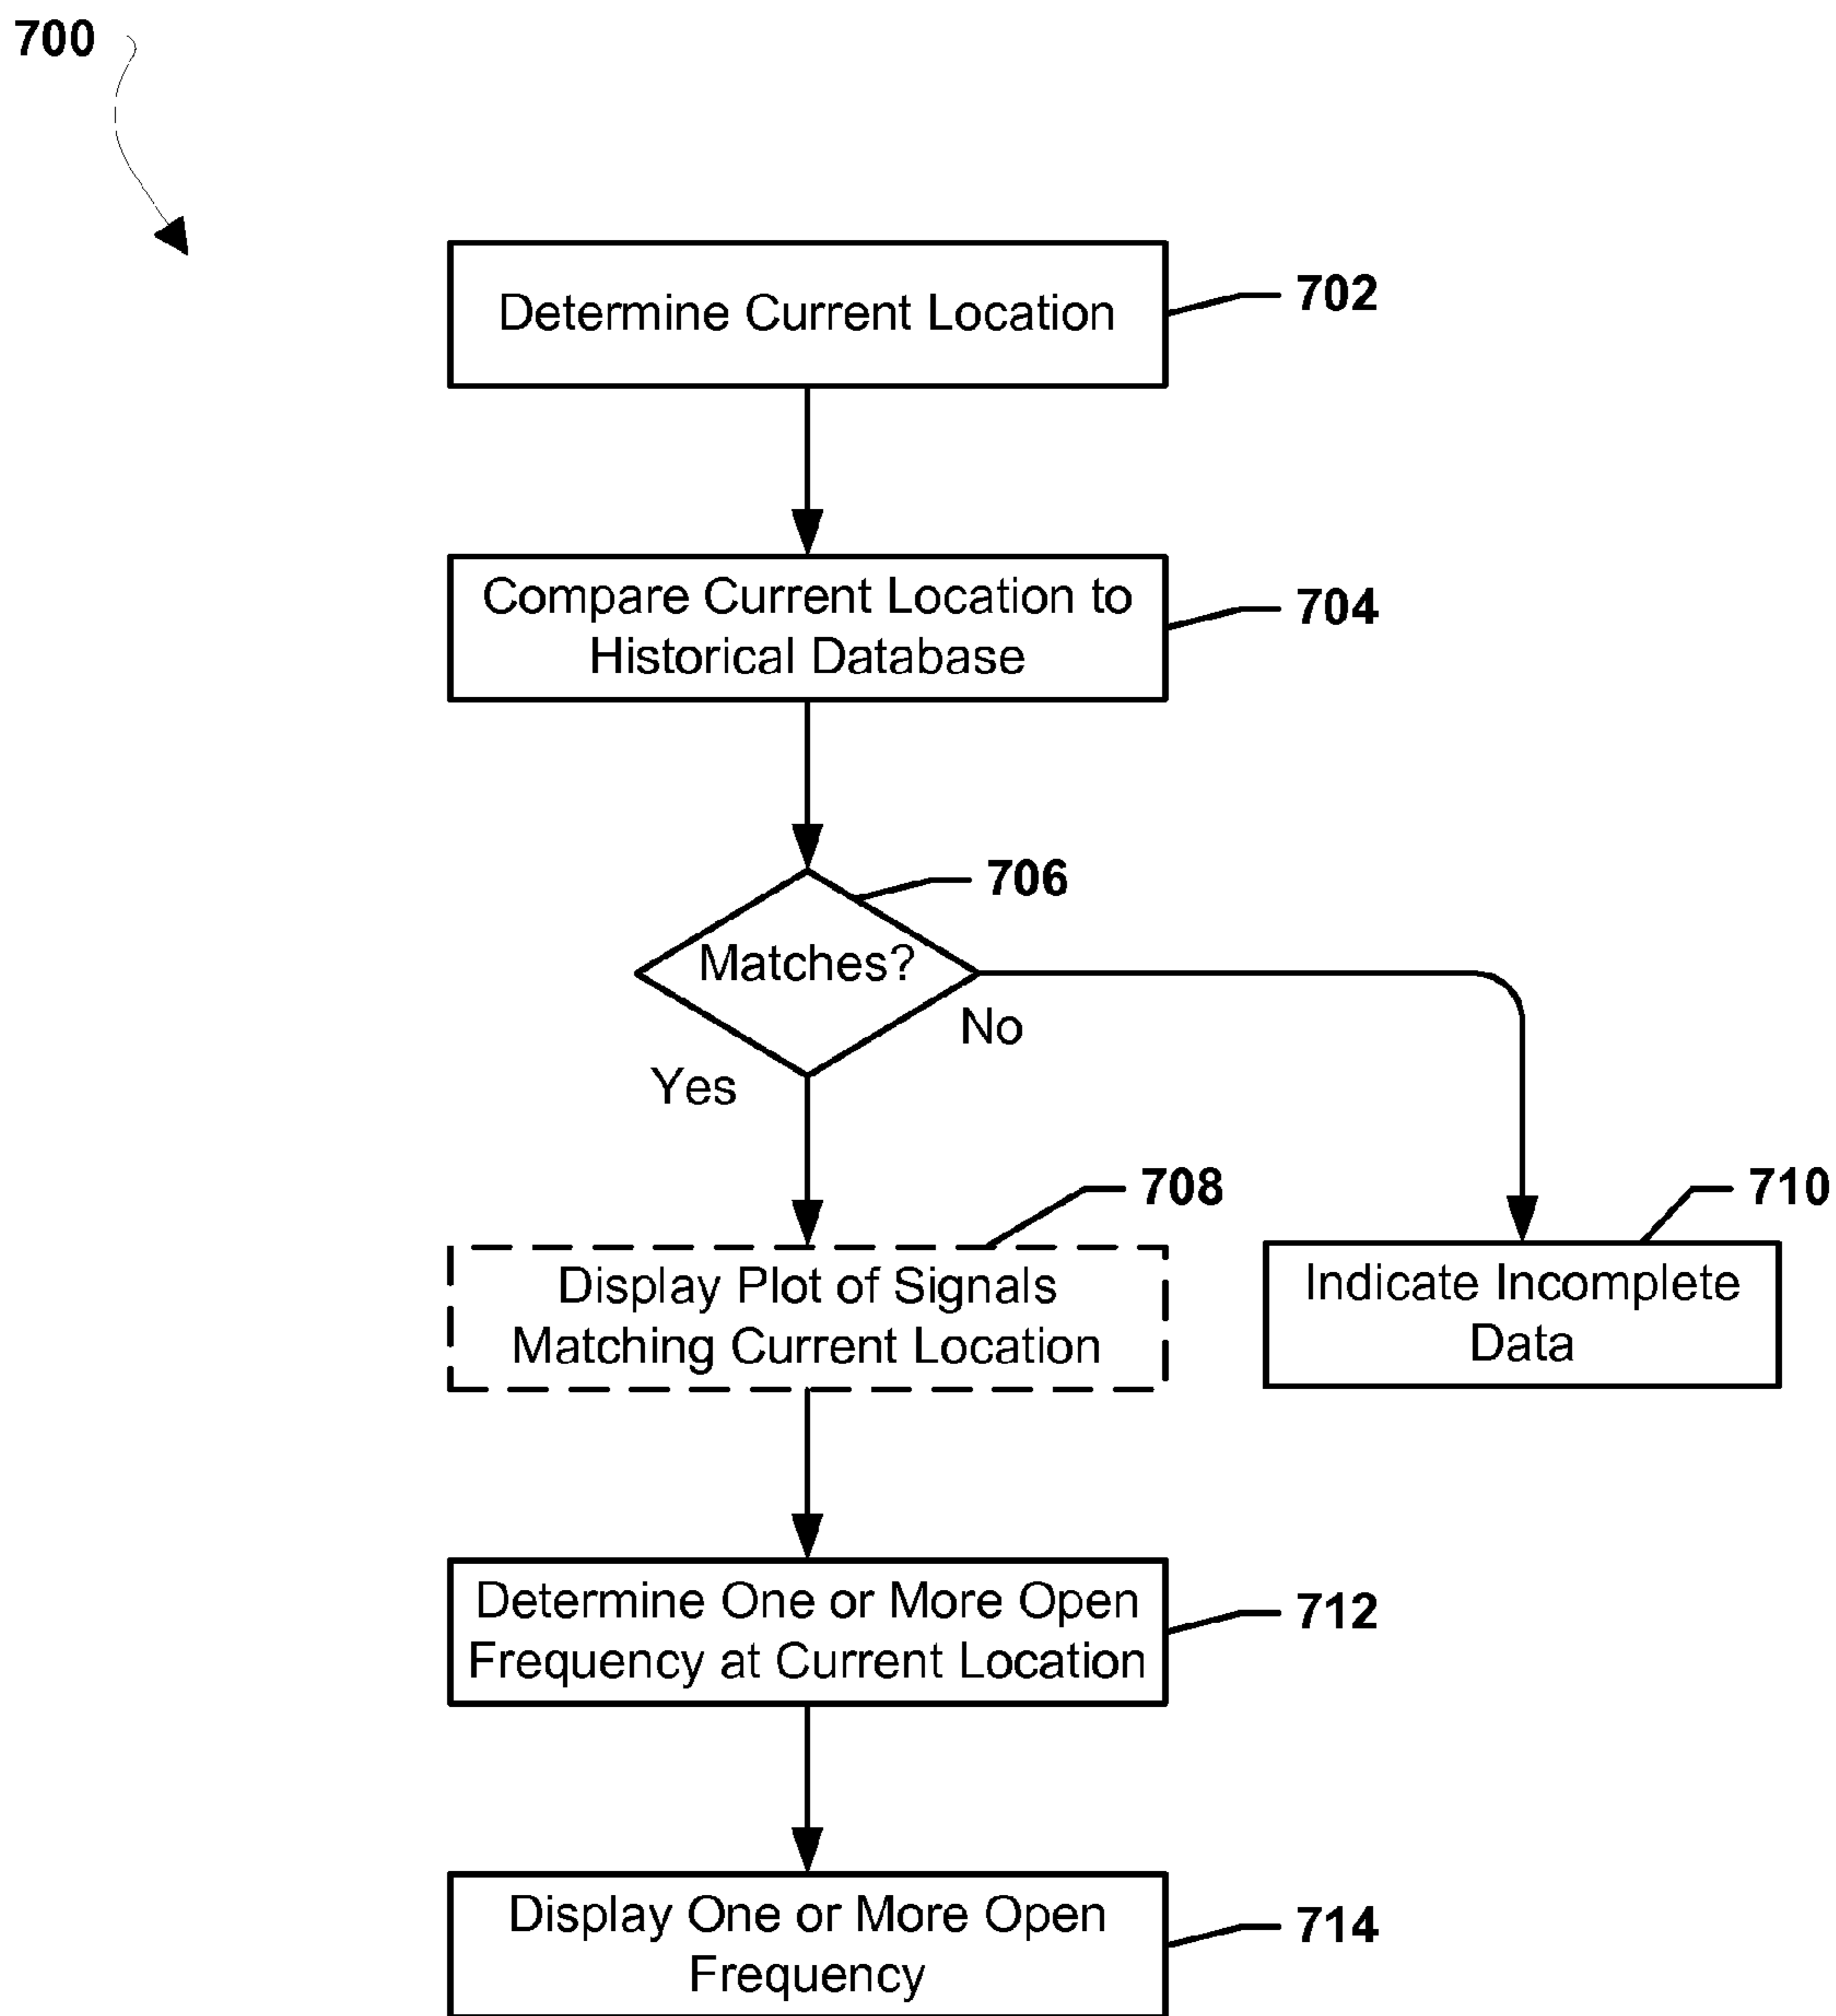 700
Determine Current Location
702
Compare Current Location to
Historical Database
704
706
Matches?
No
Yes
708
710
Display Plot of Signals
Matching Current Location
Indicate Incomplete
Data
Determine One or More Open
Frequency at Current Location
712
Display One or More Open
Frequency
714